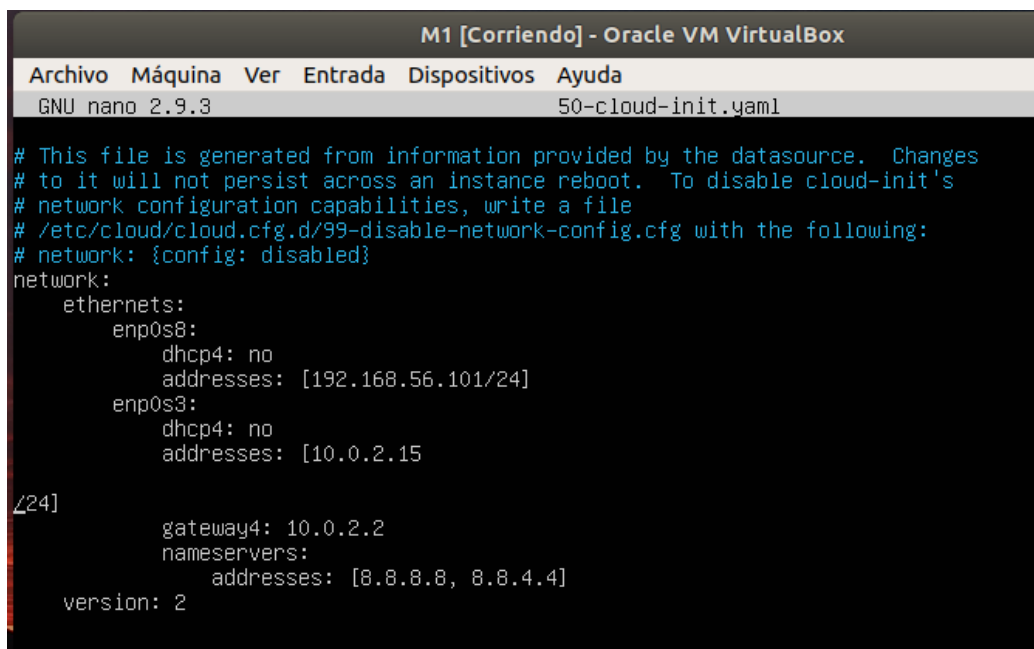 M1 [Corriendo] - Oracle VM VirtualBox
Archivo Máquina Ver Entrada Dispositivos Ayuda
GNU nano 2.9.3 50-cloud-init.yaml
# This file is generated from information provided by the datasource.  Changes
# to it will not persist across an instance reboot.  To disable cloud-init's
# network configuration capabilities, write a file
# /etc/cloud/cloud.cfg.d/99-disable-network-config.cfg with the following:
# network: {config: disabled}
network:
    ethernets:
        enp0s8:
            dhcp4: no
            addresses: [192.168.56.101/24]
        enp0s3:
            dhcp4: no
            addresses: [10.0.2.15
/24]
            gateway4: 10.0.2.2
            nameservers:
                addresses: [8.8.8.8, 8.8.4.4]
    version: 2